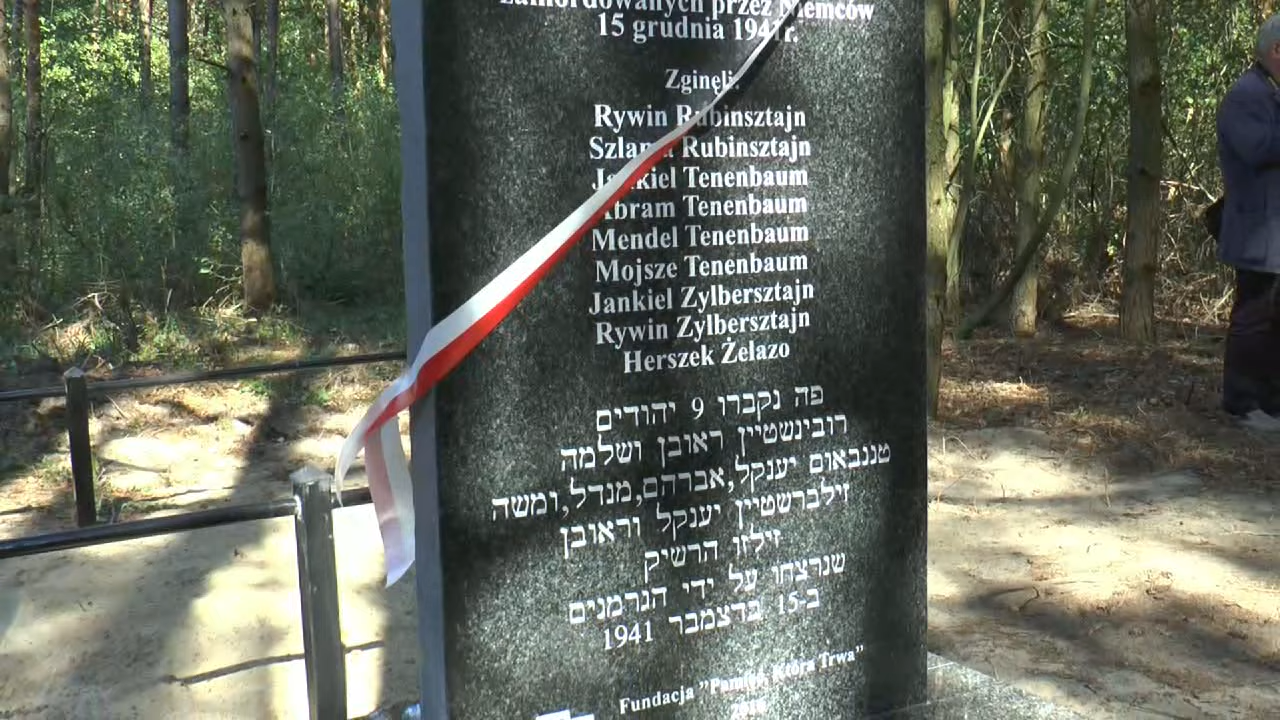 zamordowanych przez Niemców
15 grudnia 1941r.
Zginęli:
Rywin Rubinsztajn
Szlama Rubinsztajn
Jankiel Tenenbaum
Abram Tenenbaum
Mendel Tenenbaum
Mojsze Tenenbaum
Jankiel Zylbersztajn
Rywin Zylbersztajn
Herszek Żelazo
פה נקברו 9 יהודים
רובינשטיין ראובן ושלמה
טננבאום יענקל,אברהם,מנדל,ומשה
זילברשטיין יענקל וראובן
זילזו הרשיק
שנרצחו על ידי הגרמנים
ב-15 בדצמבר 1941
Fundacja "Pamięć, Która Trwa"